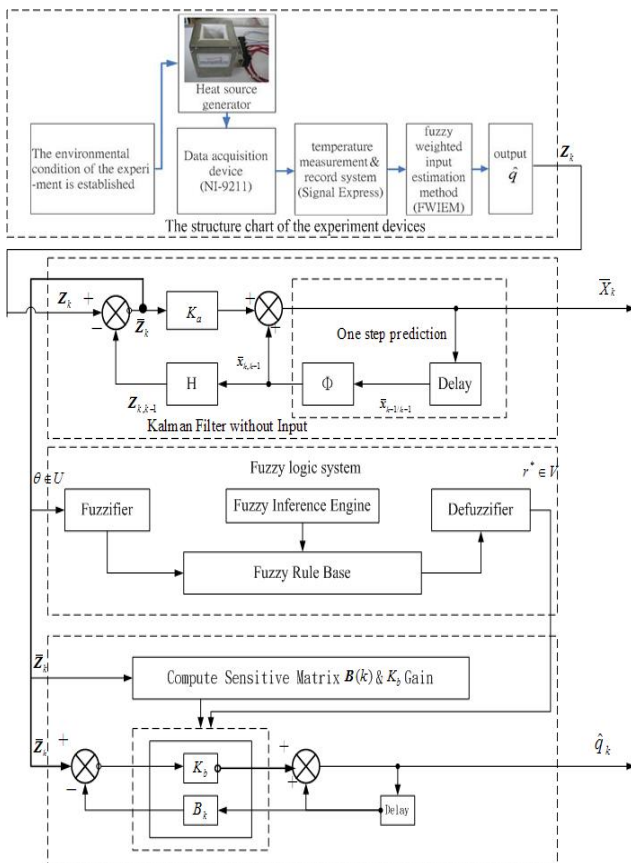 Heat source
generator
The environmental
condition of the experi
-ment is established
Data acquisition
device
(NI-9211)
temperature
measurement &
record system
(Signal Express)
fuzzy
weighted
input
estimation
method
(FWIEM)
output
q̂
Z_k
The structure chart of the experiment devices
Z_k
+
−
Z̄_k
K_a
+
+
X̄_k
One step prediction
x̄_{k,k-1}
H
Φ
Delay
Z_{k,k-1}
x̄_{k-1/k-1}
Kalman Filter without Input
Fuzzy logic system
θ ∈ U
r* ∈ V
Fuzzifier
Fuzzy Inference Engine
Defuzzifier
Fuzzy Rule Base
Z̄_k
Compute Sensitive Matrix B(k) & K_b Gain
Z̄_k
+
−
K_b
+
+
q̂_k
B_k
Delay